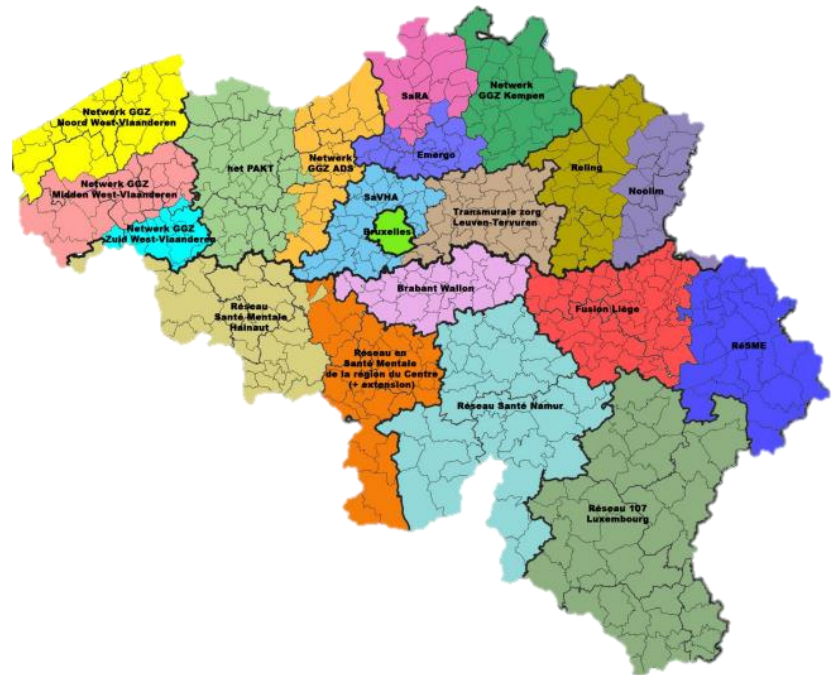 SaRA
Netwerk
GGZ Kempen
Netwerk GGZ
Noord West-Vlaanderen
het PAKT
Netwerk
GGZ ADS
Emergo
Reling
Noolim
Netwerk GGZ
Midden West-Vlaanderen
SaVHA
Transmurale zorg
Leuven-Tervuren
Netwerk GGZ
Zuid West-Vlaanderen
Bruxelles
Brabant Wallon
Réseau
Santé Mentale
Hainaut
Fusion Liége
RéSME
Réseau en
Santé Mentale
de la région du Centre
(+ extension)
Réseau Santé Namur
Réseau 107
Luxembourg